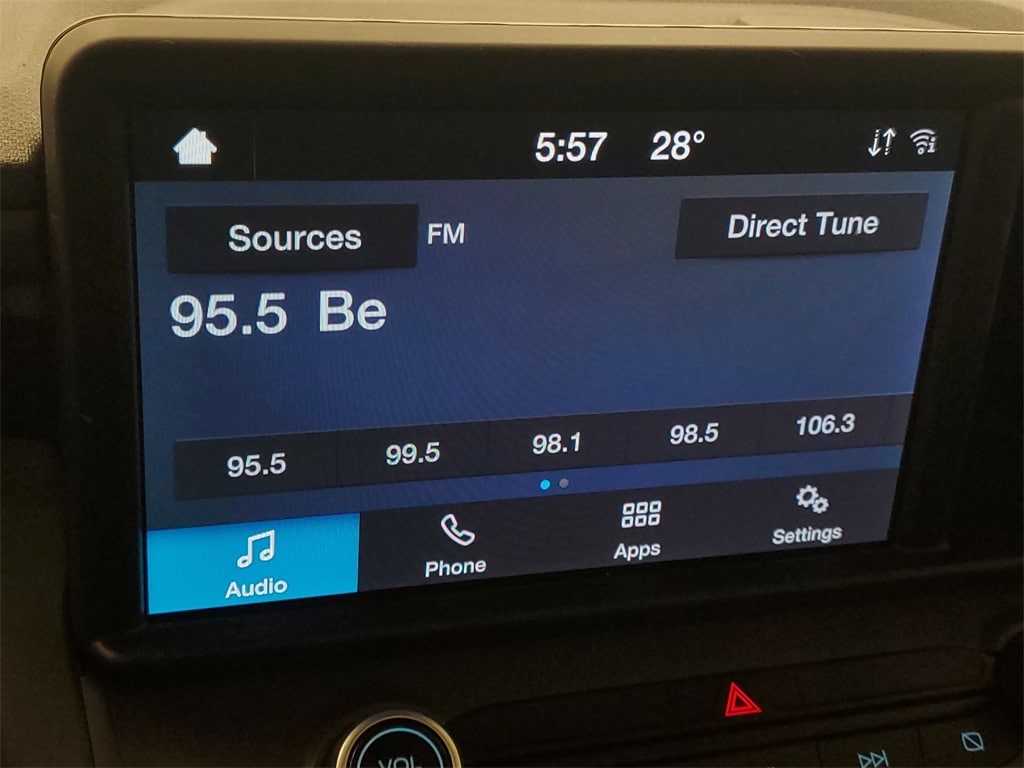 5:57 28°
Sources FM Direct Tune
95.5 Be
95.5 99.5 98.1 98.5 106.3
Audio Phone Apps Settings
VOL